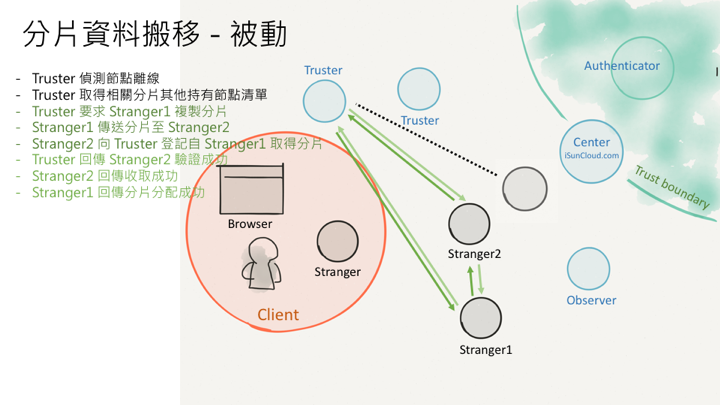 分片資料搬移 - 被動
- Truster 偵測節點離線
- Truster 取得相關分片其他持有節點清單
- Truster 要求 Stranger1 複製分片
- Stranger1 傳送分片至 Stranger2
- Stranger2 向 Truster 登記自 Stranger1 取得分片
- Truster 回傳 Stranger2 驗證成功
- Stranger2 回傳收取成功
- Stranger1 回傳分片分配成功
Truster
Truster
Authenticator
I
Center
iSunCloud.com
Trust boundary
Browser
Stranger
Client
Stranger2
Observer
Stranger1